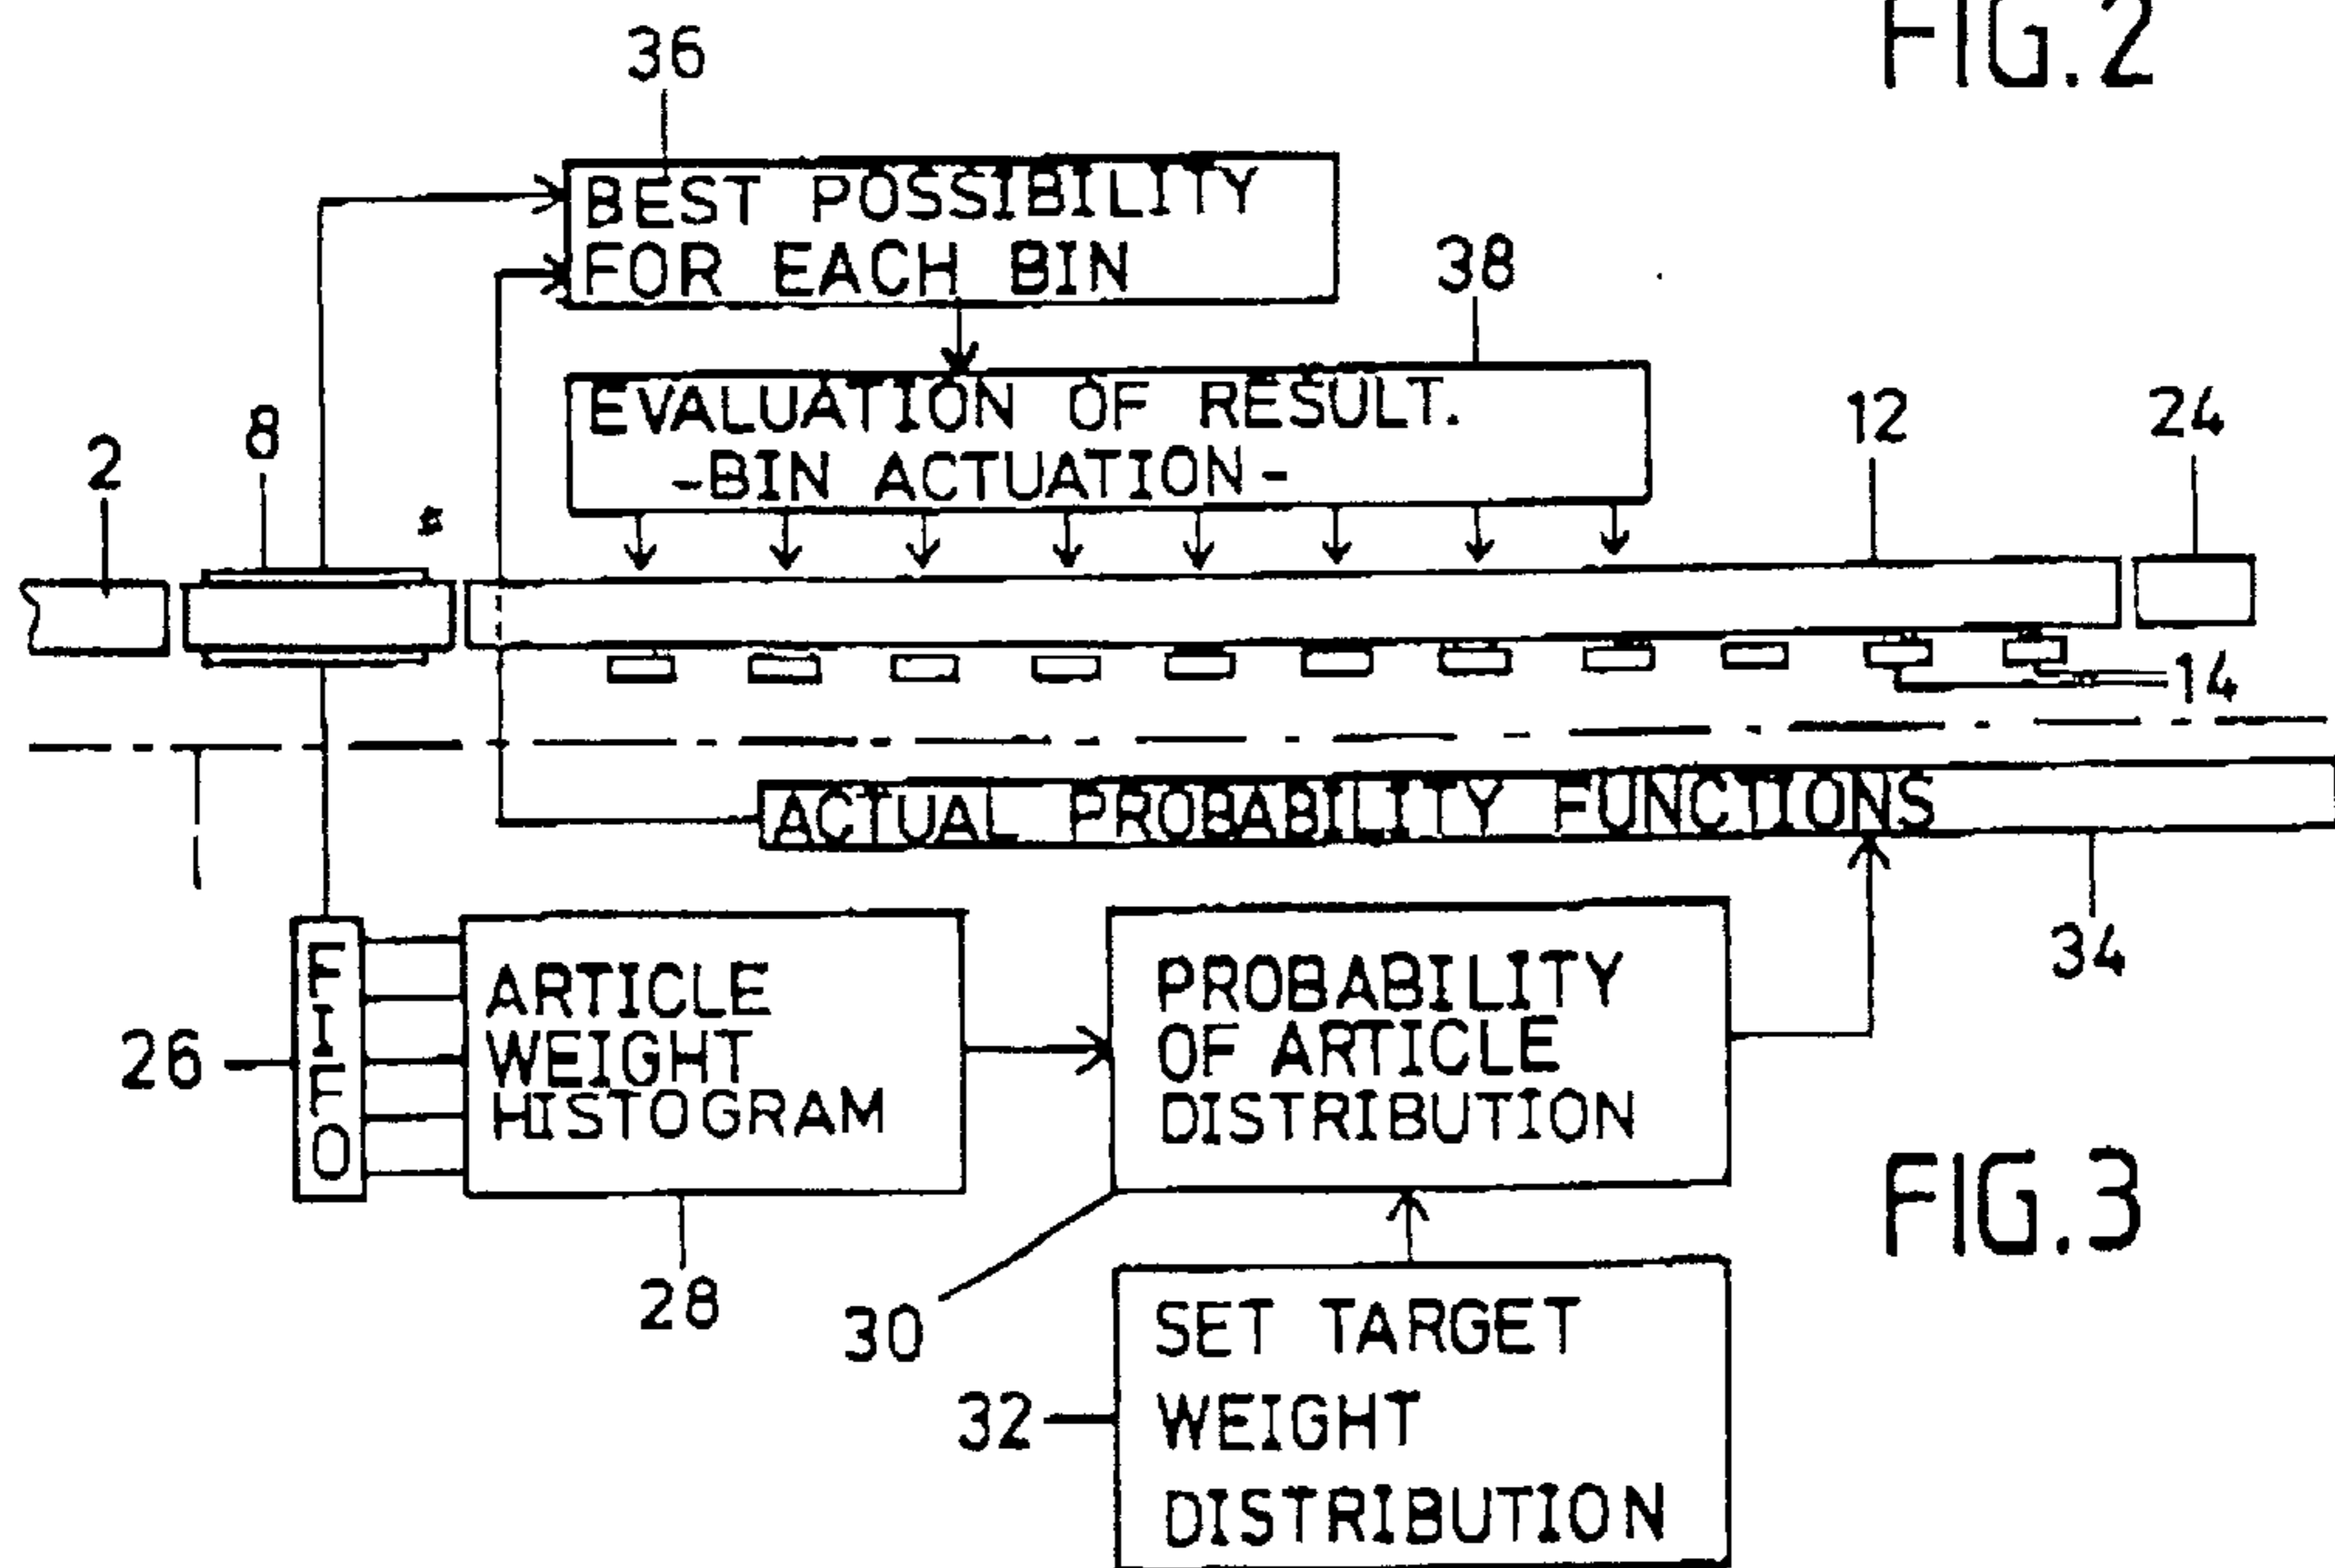 FIG.2
36
BEST POSSIBILITY
FOR EACH BIN
38
EVALUATION OF RESULT.
-BIN ACTUATION-
2
8
12
24
14
ACTUAL PROBABILITY FUNCTIONS
34
FIFO
26
ARTICLE
WEIGHT
HISTOGRAM
28
PROBABILITY
OF ARTICLE
DISTRIBUTION
30
FIG.3
SET TARGET
WEIGHT
DISTRIBUTION
32